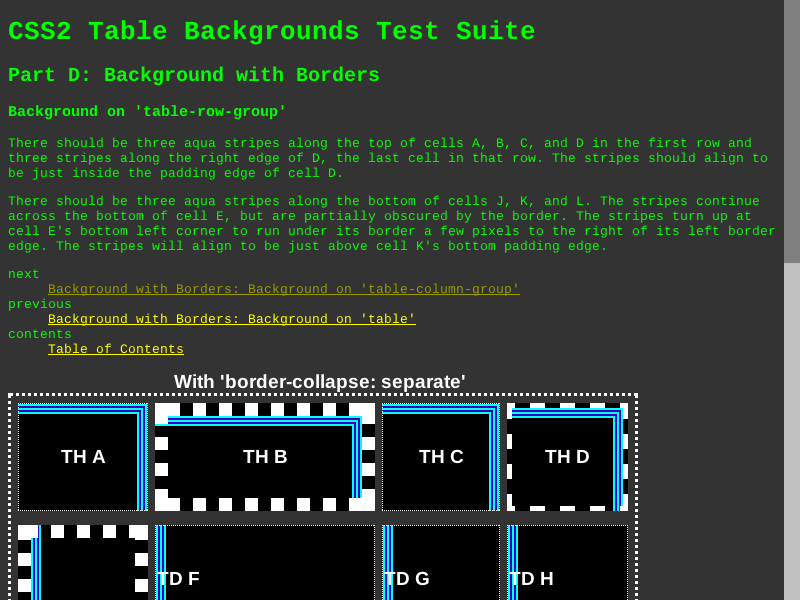 CSS2 Table Backgrounds Test Suite
Part D: Background with Borders
Background on 'table-row-group'
There should be three aqua stripes along the top of cells A, B, C, and D in the first row and
three stripes along the right edge of D, the last cell in that row. The stripes should align to
be just inside the padding edge of cell D.
There should be three aqua stripes along the bottom of cells J, K, and L. The stripes continue
across the bottom of cell E, but are partially obscured by the border. The stripes turn up at
cell E's bottom left corner to run under its border a few pixels to the right of its left border
edge. The stripes will align to be just above cell K's bottom padding edge.
next
Background with Borders: Background on 'table-column-group'
previous
Background with Borders: Background on 'table'
contents
Table of Contents
With 'border-collapse: separate'
TH A TH B TH C TH D
TD F TD G TD H